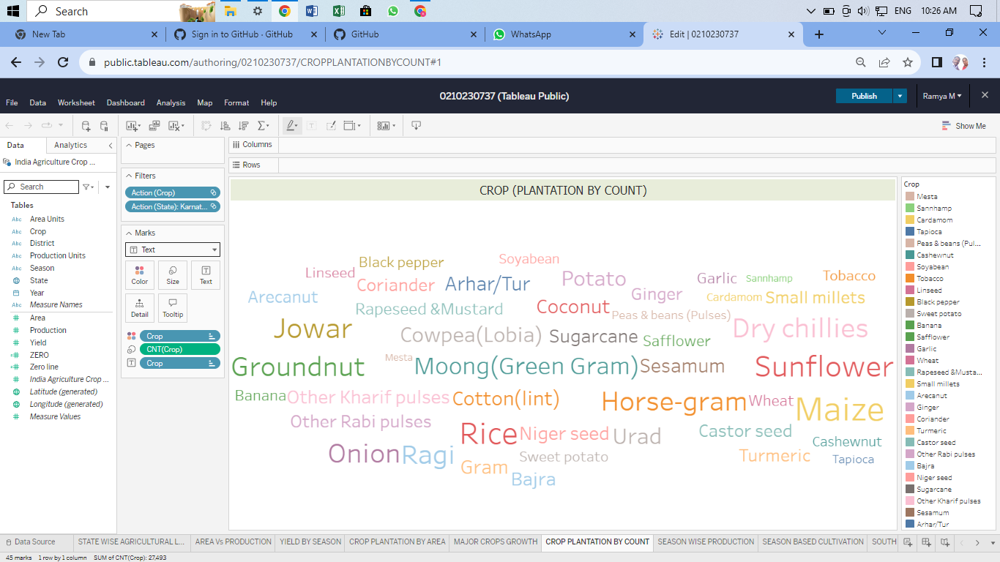 Search
ENG 10:26 AM
New Tab
Sign in to GitHub · GitHub
GitHub
WhatsApp
Edit | 0210230737
public.tableau.com/authoring/0210230737/CROPPLANTATIONBYCOUNT#1
0210230737 (Tableau Public)
Publish
Ramya M
File Data Worksheet Dashboard Analysis Map Format Help
Show Me
Data Analytics
India Agriculture Crop ...
Search
Tables
Abc Area Units
Abc Crop
Abc District
Abc Production Units
Abc Season
State
Year
Abc Measure Names
Area
Production
Yield
ZERO
Zero line
India Agriculture Crop ...
Latitude (generated)
Longitude (generated)
Measure Values
Pages
Filters
Action (Crop)
Action (State): Karnat...
Marks
Text
Color Size Text
Detail Tooltip
Crop
CNT(Crop)
Crop
Columns
Rows
CROP (PLANTATION BY COUNT)
Black pepper Soyabean
Linseed Coriander Arhar/Tur Potato Garlic Sannhamp Tobacco
Arecanut Ginger Cardamom Small millets
Rapeseed &Mustard Coconut Peas & beans (Pulses)
Jowar Cowpea(Lobia) Sugarcane Safflower Dry chillies
Groundnut Mesta Moong(Green Gram) Sesamum Sunflower
Banana Other Kharif pulses Cotton(lint) Horse-gram Wheat Maize
Other Rabi pulses Rice Niger seed Urad Castor seed Cashewnut
Onion Ragi Gram Sweet potato Turmeric Tapioca
Bajra
Crop
Mesta
Sannhamp
Cardamom
Tapioca
Peas & beans (Pul...
Cashewnut
Soyabean
Tobacco
Linseed
Black pepper
Sweet potato
Banana
Safflower
Garlic
Wheat
Rapeseed &Musta...
Small millets
Arecanut
Ginger
Coriander
Turmeric
Castor seed
Other Rabi pulses
Bajra
Niger seed
Sugarcane
Other Kharif pulses
Sesamum
Arhar/Tur
Data Source
STATE WISE AGRICULTURAL L...
AREA Vs PRODUCTION
YIELD BY SEASON
CROP PLANTATION BY AREA
MAJOR CROPS GROWTH
CROP PLANTATION BY COUNT
SEASON WISE PRODUCTION
SEASON BASED CULTIVATION
SOUTH
45 marks 1 row by 1 column SUM of CNT(Crop): 27,493